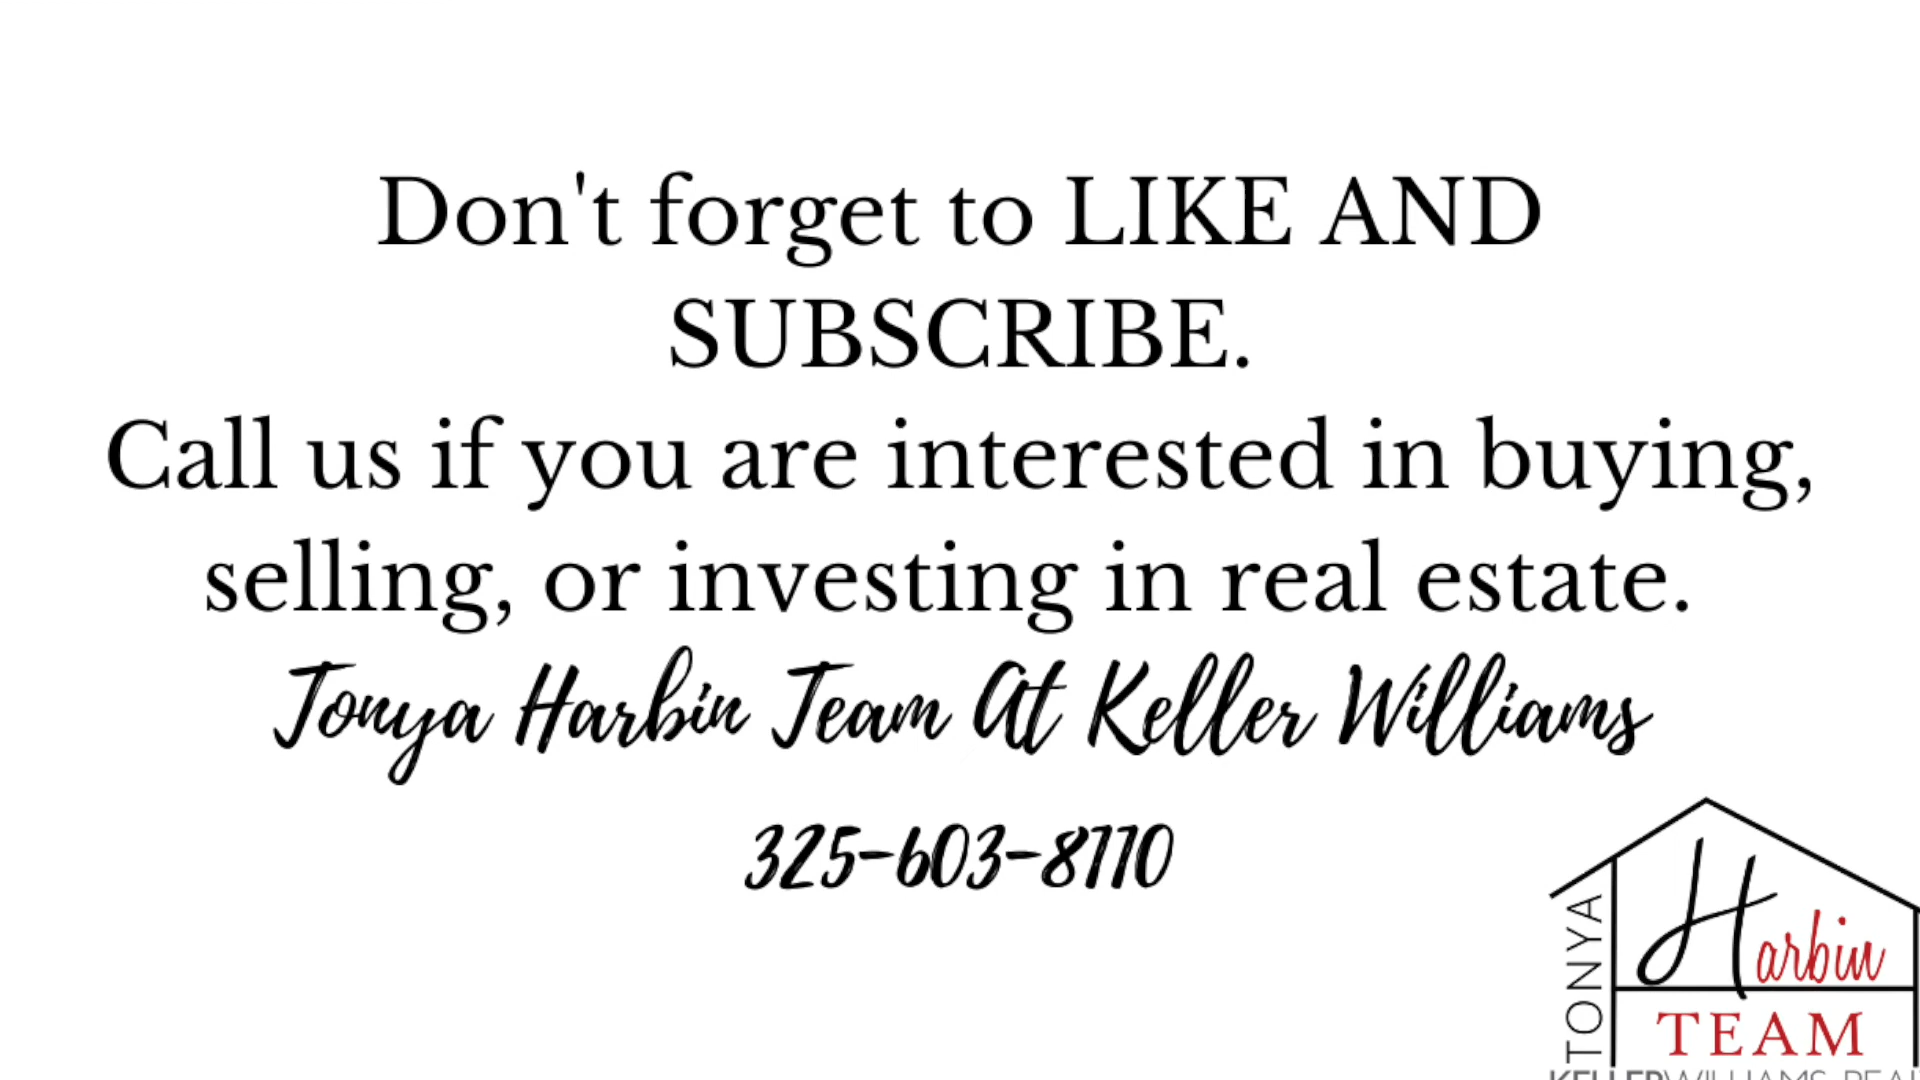 Don't forget to LIKE AND
SUBSCRIBE.
Call us if you are interested in buying,
selling, or investing in real estate.
Tonya Harbin Team At Keller Williams
325-603-8110
TONYA
Harbin
TEAM
KELLERWILLIAMS